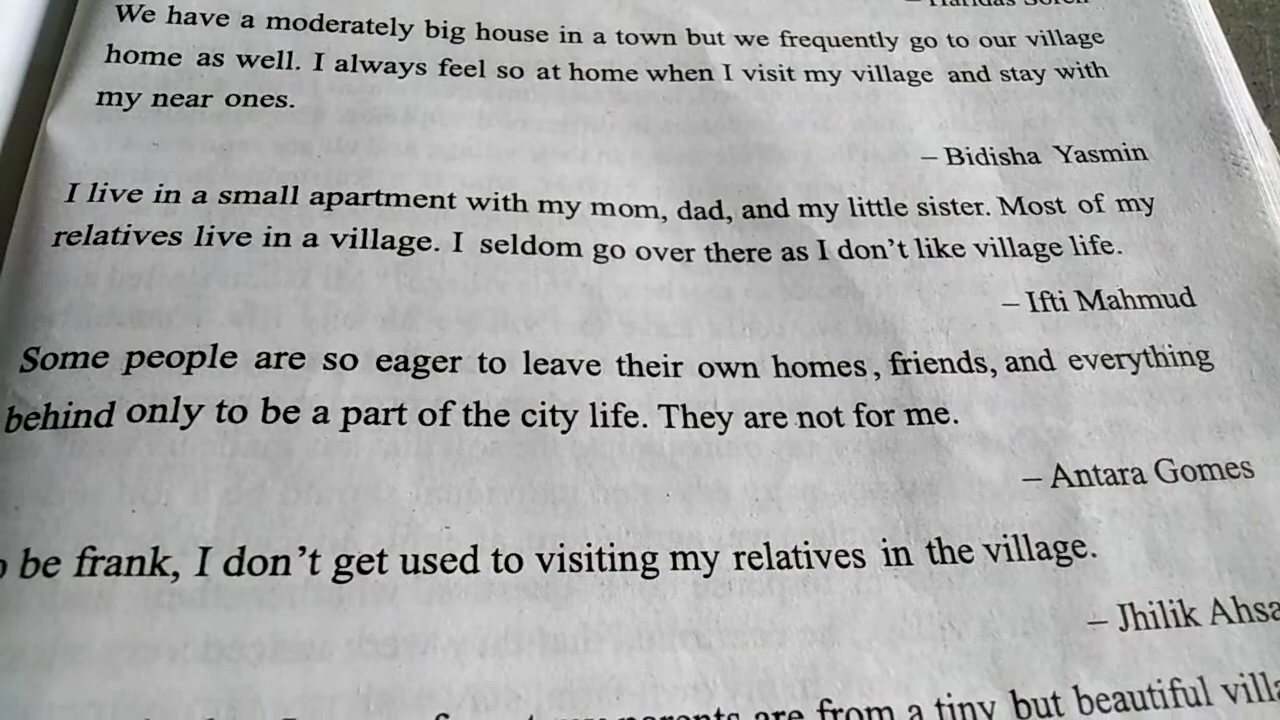 We have a moderately big house in a town but we frequently go to our village
home as well. I always feel so at home when I visit my village and stay with
my near ones.
– Bidisha Yasmin
I live in a small apartment with my mom, dad, and my little sister. Most of my
relatives live in a village. I seldom go over there as I don't like village life.
– Ifti Mahmud
Some people are so eager to leave their own homes, friends, and everything
behind only to be a part of the city life. They are not for me.
– Antara Gomes
be frank, I don't get used to visiting my relatives in the village.
– Jhilik Ahsa
parents are from a tiny but beautiful villa